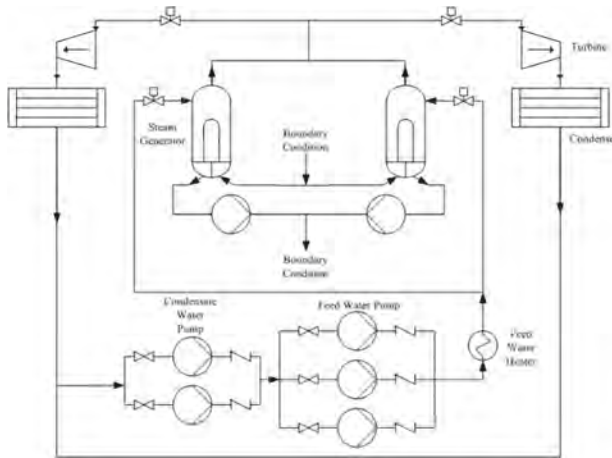 Turbine
Condense
Steam
Generator
Boundary
Condition
Boundary
Condition
Condensate
Water
Pump
Feed Water Pump
Feed
Water
Heater